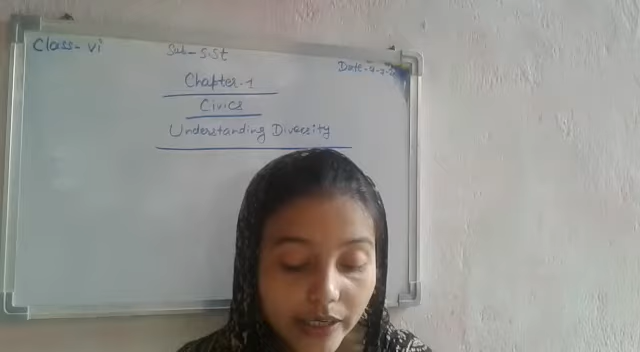 Class- vi
Sub- S.St
Chapter-1
Civics
Understanding Diversity